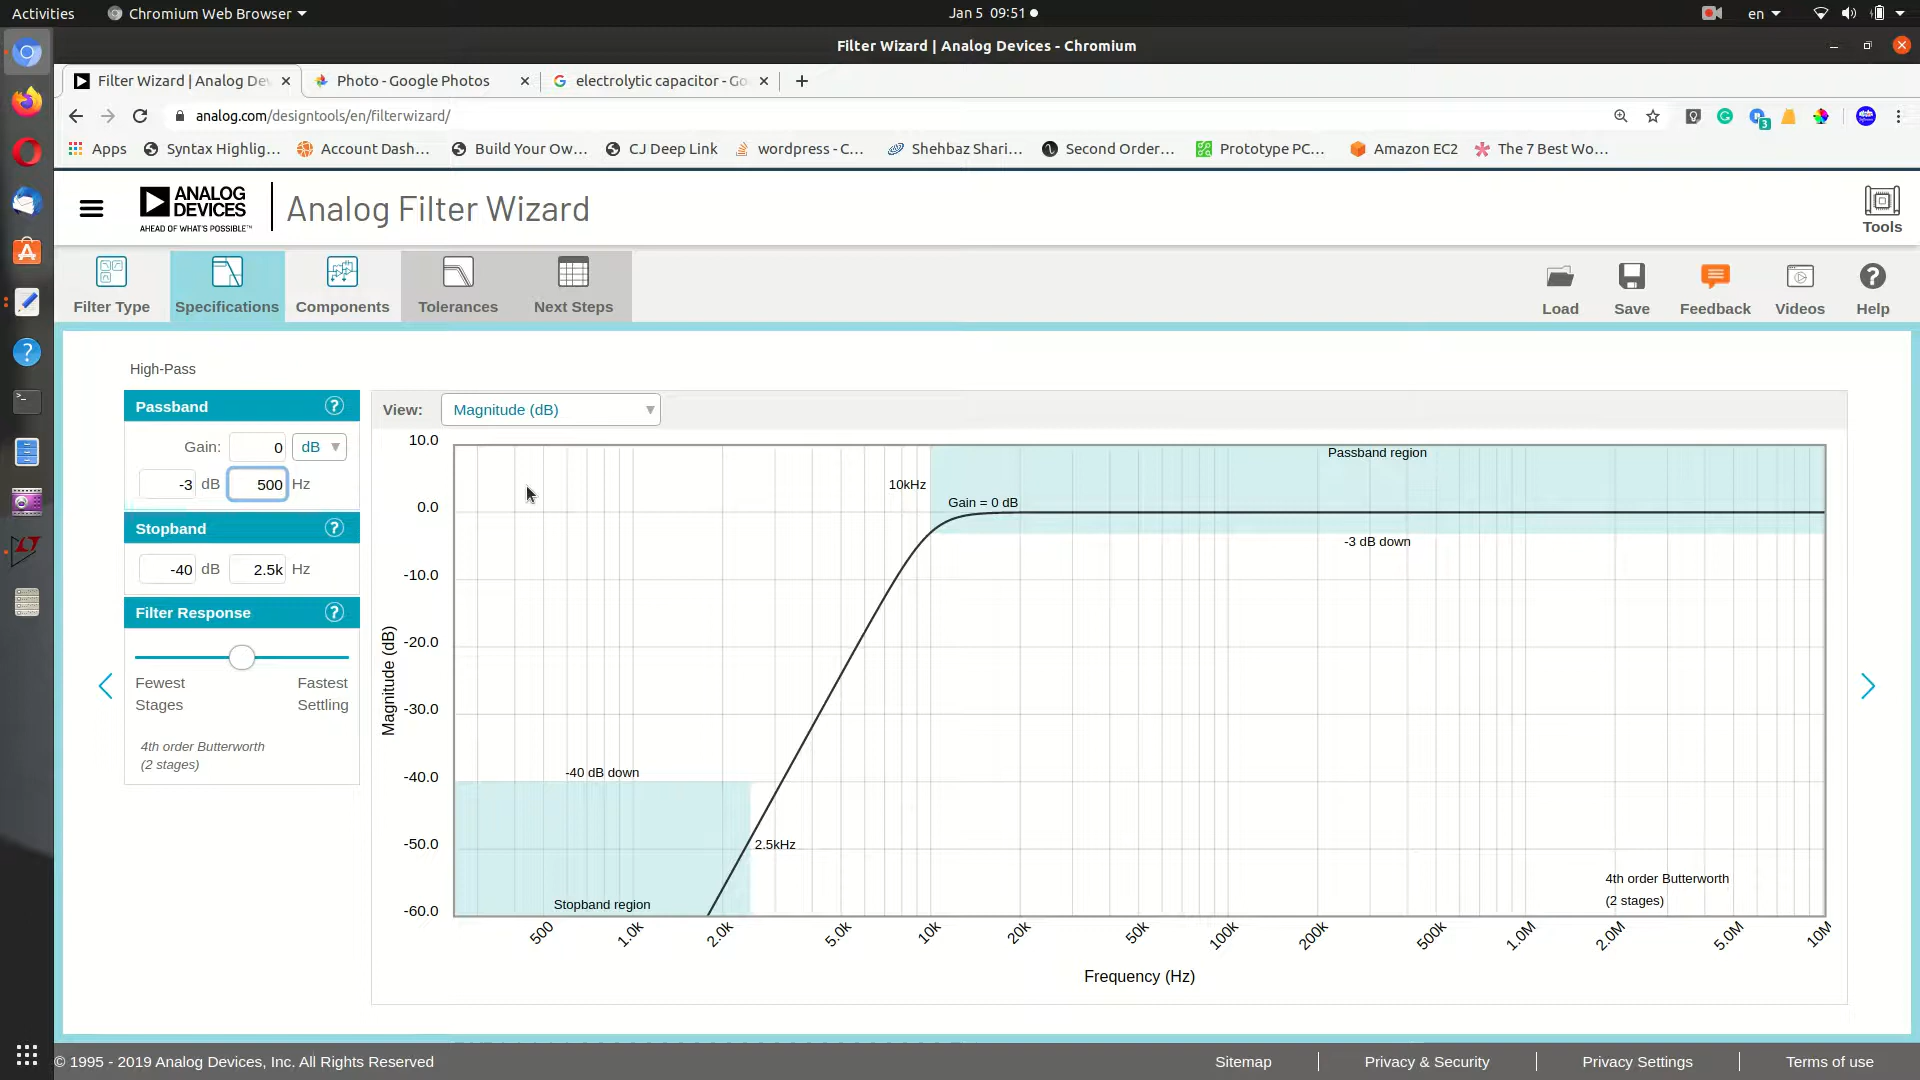 Activities
Chromium Web Browser
Jan 5 09:51
en
Filter Wizard | Analog Devices - Chromium
Filter Wizard | Analog De
Photo - Google Photos
electrolytic capacitor - Go
analog.com/designtools/en/filterwizard/
3
Apps
Syntax Highlig...
Account Dash...
Build Your Ow...
CJ Deep Link
wordpress - C...
Shehbaz Shari...
Second Order...
Prototype PC...
Amazon EC2
The 7 Best Wo...
ANALOG
DEVICES
AHEAD OF WHAT'S POSSIBLE™
Analog Filter Wizard
Tools
Filter Type
Specifications
Components
Tolerances
Next Steps
Load
Save
Feedback
Videos
Help
High-Pass
Passband ?
Gain: 0 dB
-3 dB 500 Hz
Stopband ?
-40 dB 2.5k Hz
Filter Response ?
Fewest
Stages
Fastest
Settling
4th order Butterworth
(2 stages)
View: Magnitude (dB)
10.0
0.0
-10.0
-20.0
-30.0
-40.0
-50.0
-60.0
Magnitude (dB)
Passband region
10kHz
Gain = 0 dB
-3 dB down
-40 dB down
2.5kHz
Stopband region
4th order Butterworth
(2 stages)
500
1.0k
2.0k
5.0k
10k
20k
50k
100k
200k
500k
1.0M
2.0M
5.0M
10M
Frequency (Hz)
© 1995 - 2019 Analog Devices, Inc. All Rights Reserved
Sitemap
Privacy & Security
Privacy Settings
Terms of use